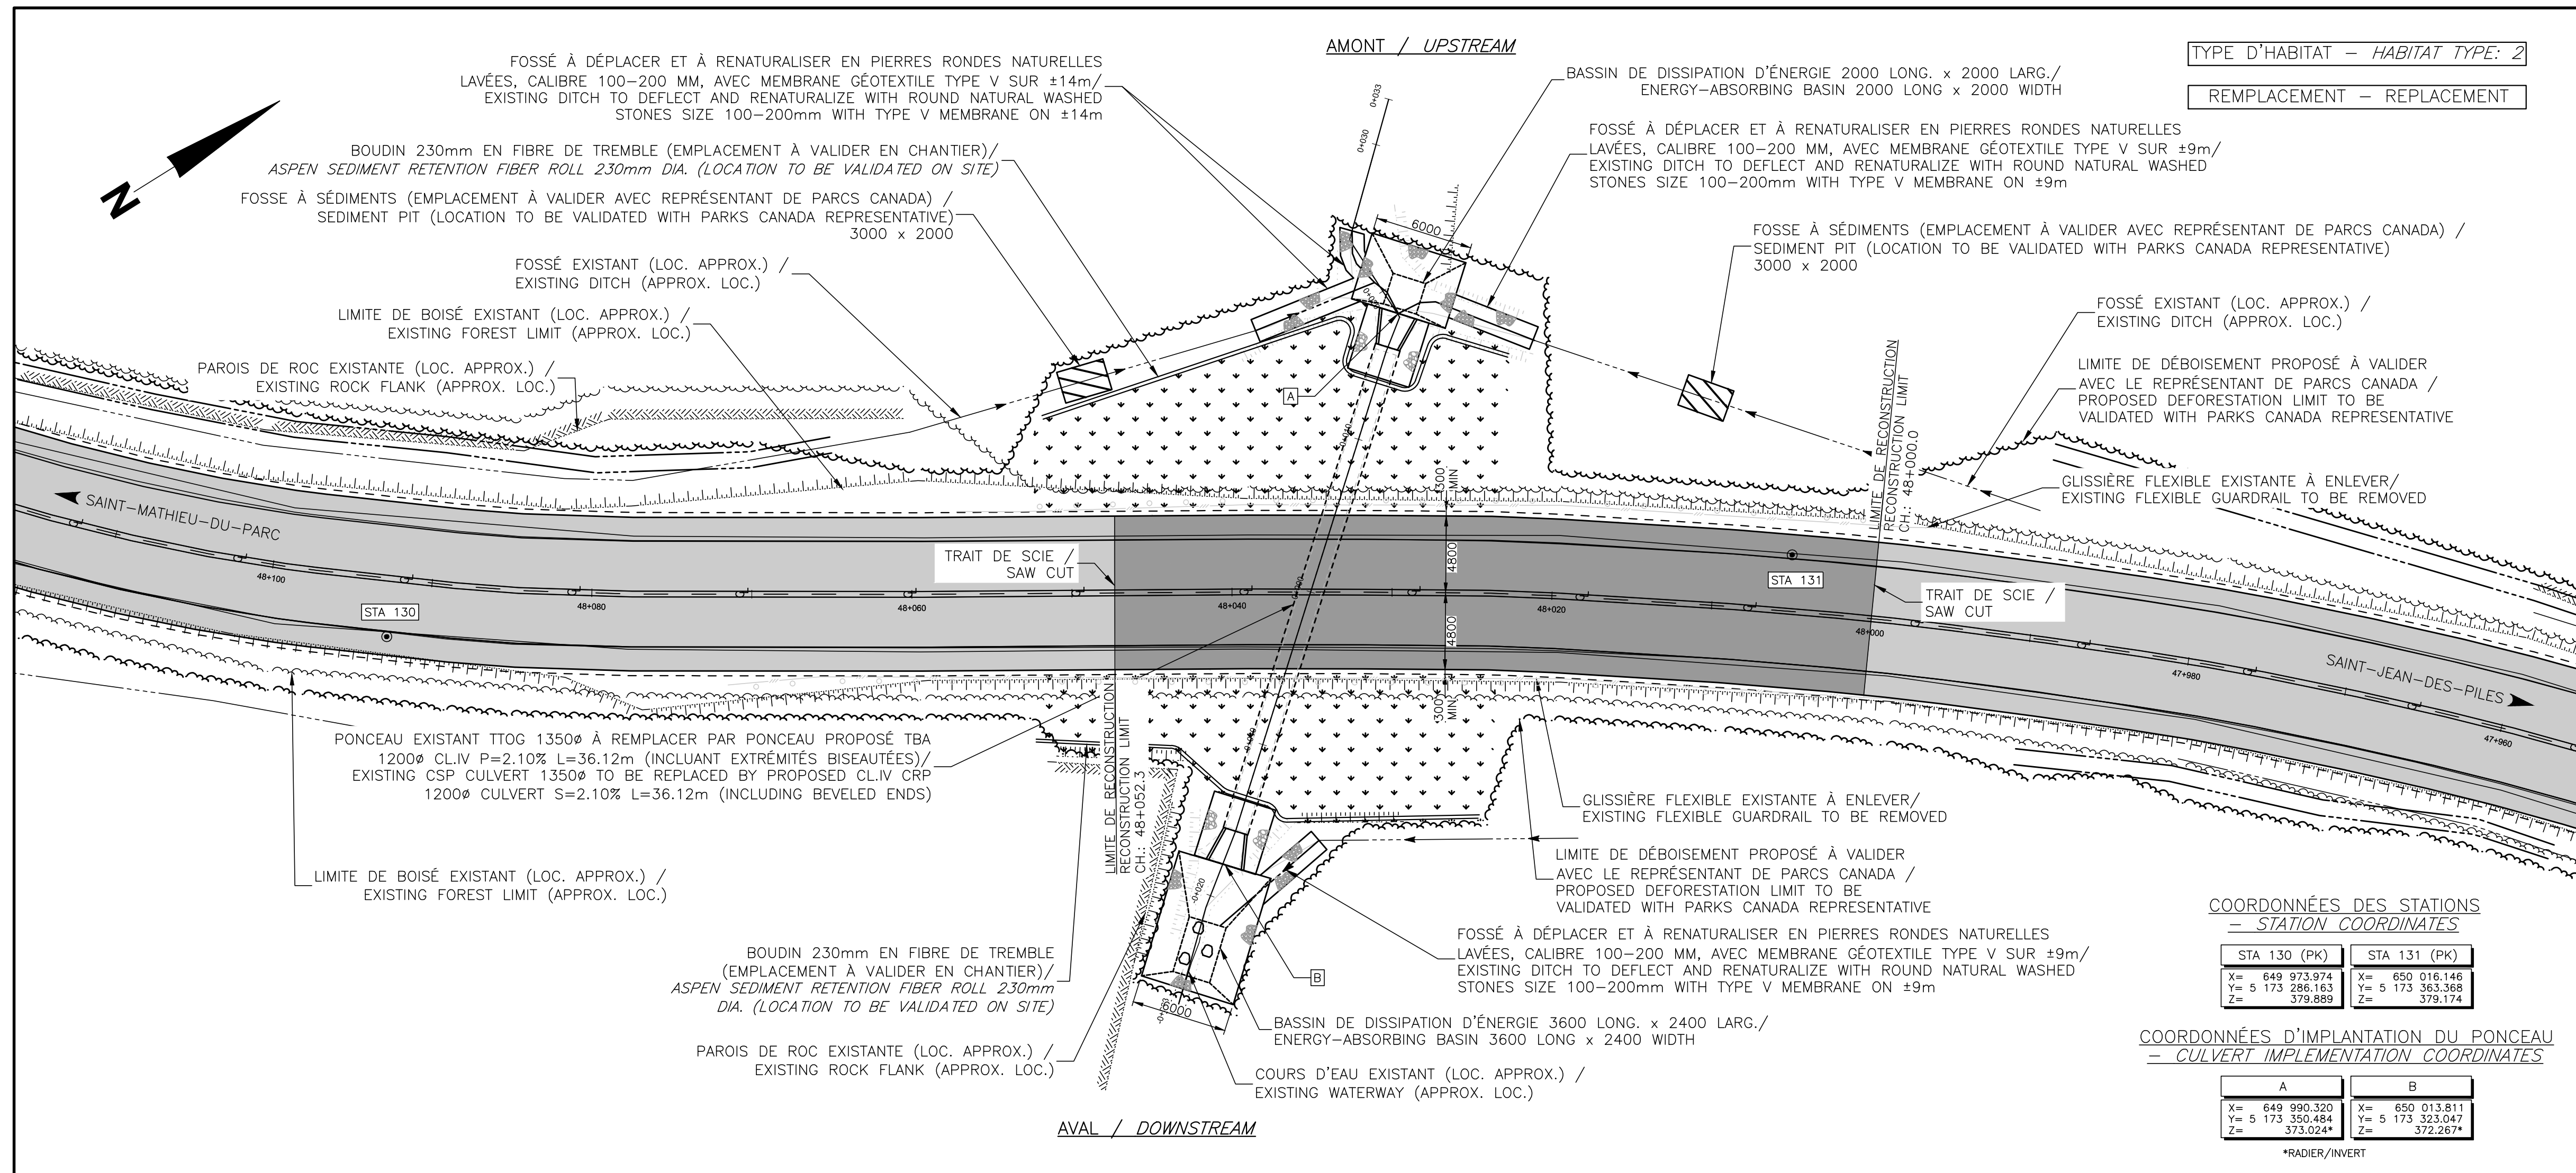 AMONT / UPSTREAM
TYPE D'HABITAT – HABITAT TYPE: 2
REMPLACEMENT – REPLACEMENT
FOSSÉ À DÉPLACER ET À RENATURALISER EN PIERRES RONDES NATURELLES
LAVÉES, CALIBRE 100–200 MM, AVEC MEMBRANE GÉOTEXTILE TYPE V SUR ±14m/
EXISTING DITCH TO DEFLECT AND RENATURALIZE WITH ROUND NATURAL WASHED
STONES SIZE 100–200mm WITH TYPE V MEMBRANE ON ±14m
BASSIN DE DISSIPATION D'ÉNERGIE 2000 LONG. x 2000 LARG./
ENERGY–ABSORBING BASIN 2000 LONG x 2000 WIDTH
FOSSÉ À DÉPLACER ET À RENATURALISER EN PIERRES RONDES NATURELLES
LAVÉES, CALIBRE 100–200 MM, AVEC MEMBRANE GÉOTEXTILE TYPE V SUR ±9m/
EXISTING DITCH TO DEFLECT AND RENATURALIZE WITH ROUND NATURAL WASHED
STONES SIZE 100–200mm WITH TYPE V MEMBRANE ON ±9m
BOUDIN 230mm EN FIBRE DE TREMBLE (EMPLACEMENT À VALIDER EN CHANTIER)/
ASPEN SEDIMENT RETENTION FIBER ROLL 230mm DIA. (LOCATION TO BE VALIDATED ON SITE)
N
0+033
0+030
FOSSE À SÉDIMENTS (EMPLACEMENT À VALIDER AVEC REPRÉSENTANT DE PARCS CANADA) /
SEDIMENT PIT (LOCATION TO BE VALIDATED WITH PARKS CANADA REPRESENTATIVE)
3000 x 2000
FOSSE À SÉDIMENTS (EMPLACEMENT À VALIDER AVEC REPRÉSENTANT DE PARCS CANADA) /
SEDIMENT PIT (LOCATION TO BE VALIDATED WITH PARKS CANADA REPRESENTATIVE)
3000 x 2000
6000
FOSSÉ EXISTANT (LOC. APPROX.) /
EXISTING DITCH (APPROX. LOC.)
FOSSÉ EXISTANT (LOC. APPROX.) /
EXISTING DITCH (APPROX. LOC.)
LIMITE DE BOISÉ EXISTANT (LOC. APPROX.) /
EXISTING FOREST LIMIT (APPROX. LOC.)
PAROIS DE ROC EXISTANTE (LOC. APPROX.) /
EXISTING ROCK FLANK (APPROX. LOC.)
LIMITE DE DÉBOISEMENT PROPOSÉ À VALIDER
AVEC LE REPRÉSENTANT DE PARCS CANADA /
PROPOSED DEFORESTATION LIMIT TO BE
VALIDATED WITH PARKS CANADA REPRESENTATIVE
A
LIMITE DE RECONSTRUCTION
RECONSTRUCTION LIMIT
CH.: 48+000.0
GLISSIÈRE FLEXIBLE EXISTANTE À ENLEVER/
EXISTING FLEXIBLE GUARDRAIL TO BE REMOVED
0+010
300
MIN
4800
4800
300
MIN
SAINT–MATHIEU–DU–PARC
TRAIT DE SCIE /
SAW CUT
STA 131
STA 130
TRAIT DE SCIE /
SAW CUT
0+000
48+100
48+080
48+060
48+040
48+020
48+000
47+980
47+960
SAINT–JEAN–DES–PILES
PONCEAU EXISTANT TTOG 1350ø À REMPLACER PAR PONCEAU PROPOSÉ TBA
1200ø CL.IV P=2.10% L=36.12m (INCLUANT EXTRÉMITÉS BISEAUTÉES)/
EXISTING CSP CULVERT 1350ø TO BE REPLACED BY PROPOSED CL.IV CRP
1200ø CULVERT S=2.10% L=36.12m (INCLUDING BEVELED ENDS)
LIMITE DE RECONSTRUCTION
RECONSTRUCTION LIMIT
CH.: 48+052.3
GLISSIÈRE FLEXIBLE EXISTANTE À ENLEVER/
EXISTING FLEXIBLE GUARDRAIL TO BE REMOVED
LIMITE DE DÉBOISEMENT PROPOSÉ À VALIDER
AVEC LE REPRÉSENTANT DE PARCS CANADA /
PROPOSED DEFORESTATION LIMIT TO BE
VALIDATED WITH PARKS CANADA REPRESENTATIVE
LIMITE DE BOISÉ EXISTANT (LOC. APPROX.) /
EXISTING FOREST LIMIT (APPROX. LOC.)
-0+020
BOUDIN 230mm EN FIBRE DE TREMBLE
(EMPLACEMENT À VALIDER EN CHANTIER)/
ASPEN SEDIMENT RETENTION FIBER ROLL 230mm
DIA. (LOCATION TO BE VALIDATED ON SITE)
B
6000
FOSSÉ À DÉPLACER ET À RENATURALISER EN PIERRES RONDES NATURELLES
LAVÉES, CALIBRE 100–200 MM, AVEC MEMBRANE GÉOTEXTILE TYPE V SUR ±9m/
EXISTING DITCH TO DEFLECT AND RENATURALIZE WITH ROUND NATURAL WASHED
STONES SIZE 100–200mm WITH TYPE V MEMBRANE ON ±9m
BASSIN DE DISSIPATION D'ÉNERGIE 3600 LONG. x 2400 LARG./
ENERGY–ABSORBING BASIN 3600 LONG x 2400 WIDTH
PAROIS DE ROC EXISTANTE (LOC. APPROX.) /
EXISTING ROCK FLANK (APPROX. LOC.)
COURS D'EAU EXISTANT (LOC. APPROX.) /
EXISTING WATERWAY (APPROX. LOC.)
AVAL / DOWNSTREAM
COORDONNÉES DES STATIONS
– STATION COORDINATES
STA 130 (PK) STA 131 (PK)
X= 649 973.974 X= 650 016.146
Y= 5 173 286.163 Y= 5 173 363.368
Z= 379.889 Z= 379.174
COORDONNÉES D'IMPLANTATION DU PONCEAU
– CULVERT IMPLEMENTATION COORDINATES
A B
X= 649 990.320 X= 650 013.811
Y= 5 173 350.484 Y= 5 173 323.047
Z= 373.024* Z= 372.267*
*RADIER/INVERT